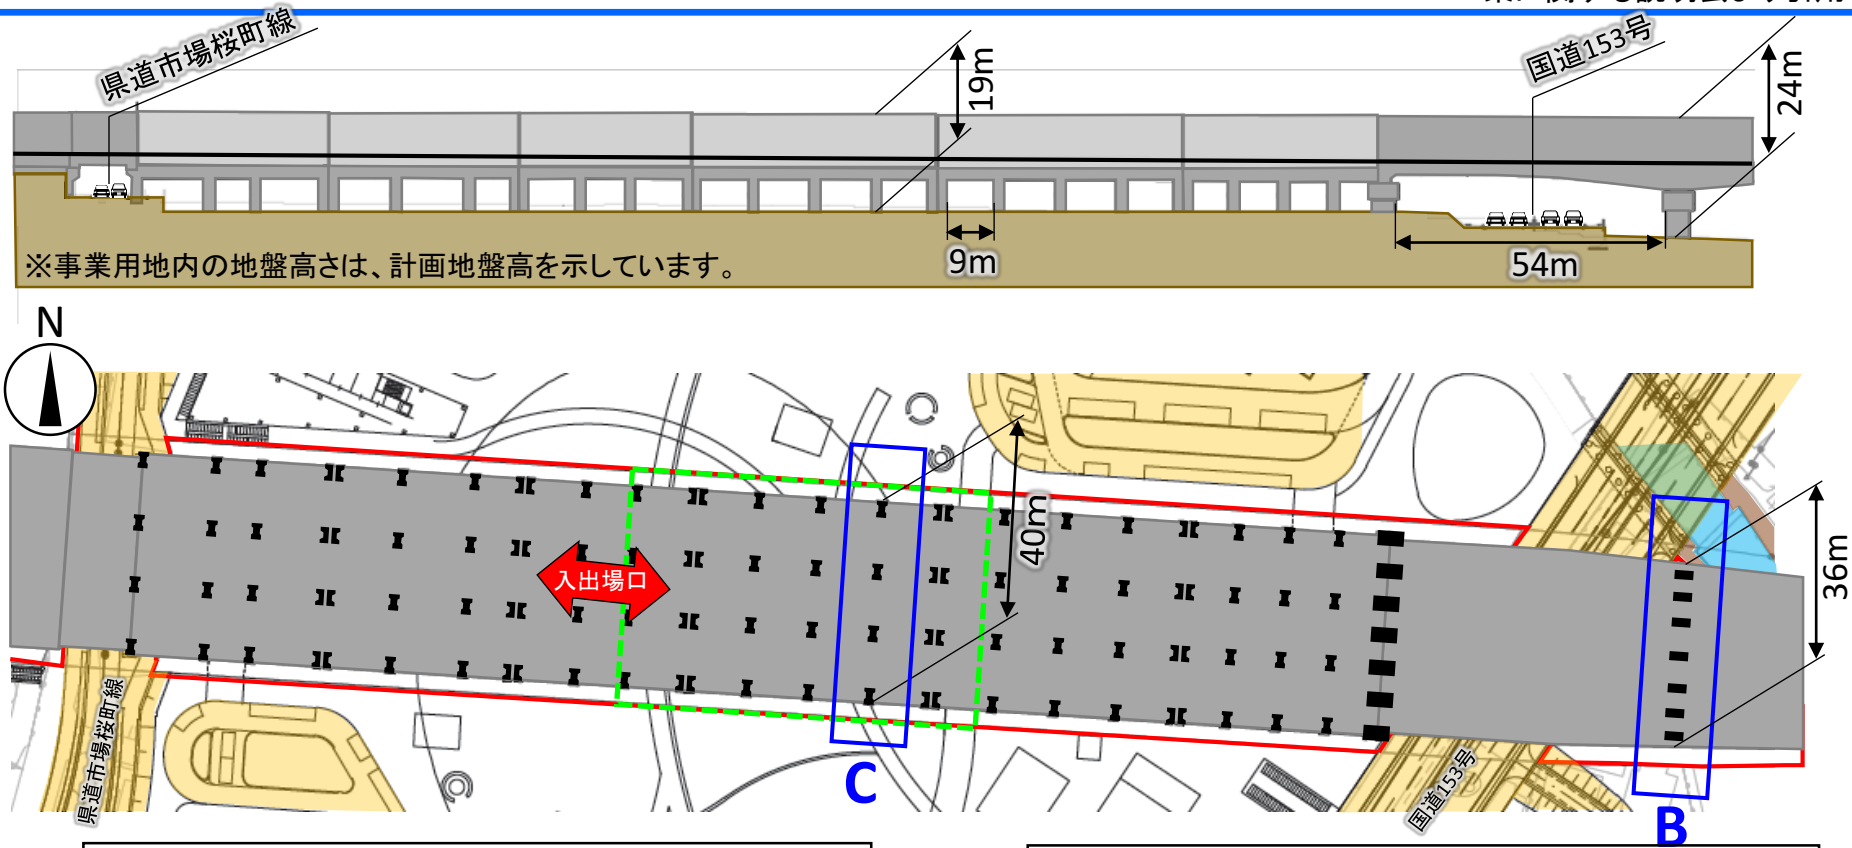 県道市場桜町線
19m
国道153号
24m
※事業用地内の地盤高さは、計画地盤高を示しています。
9m
54m
N
40m
入出場口
36m
県道市場桜町線
国道153号
C
B